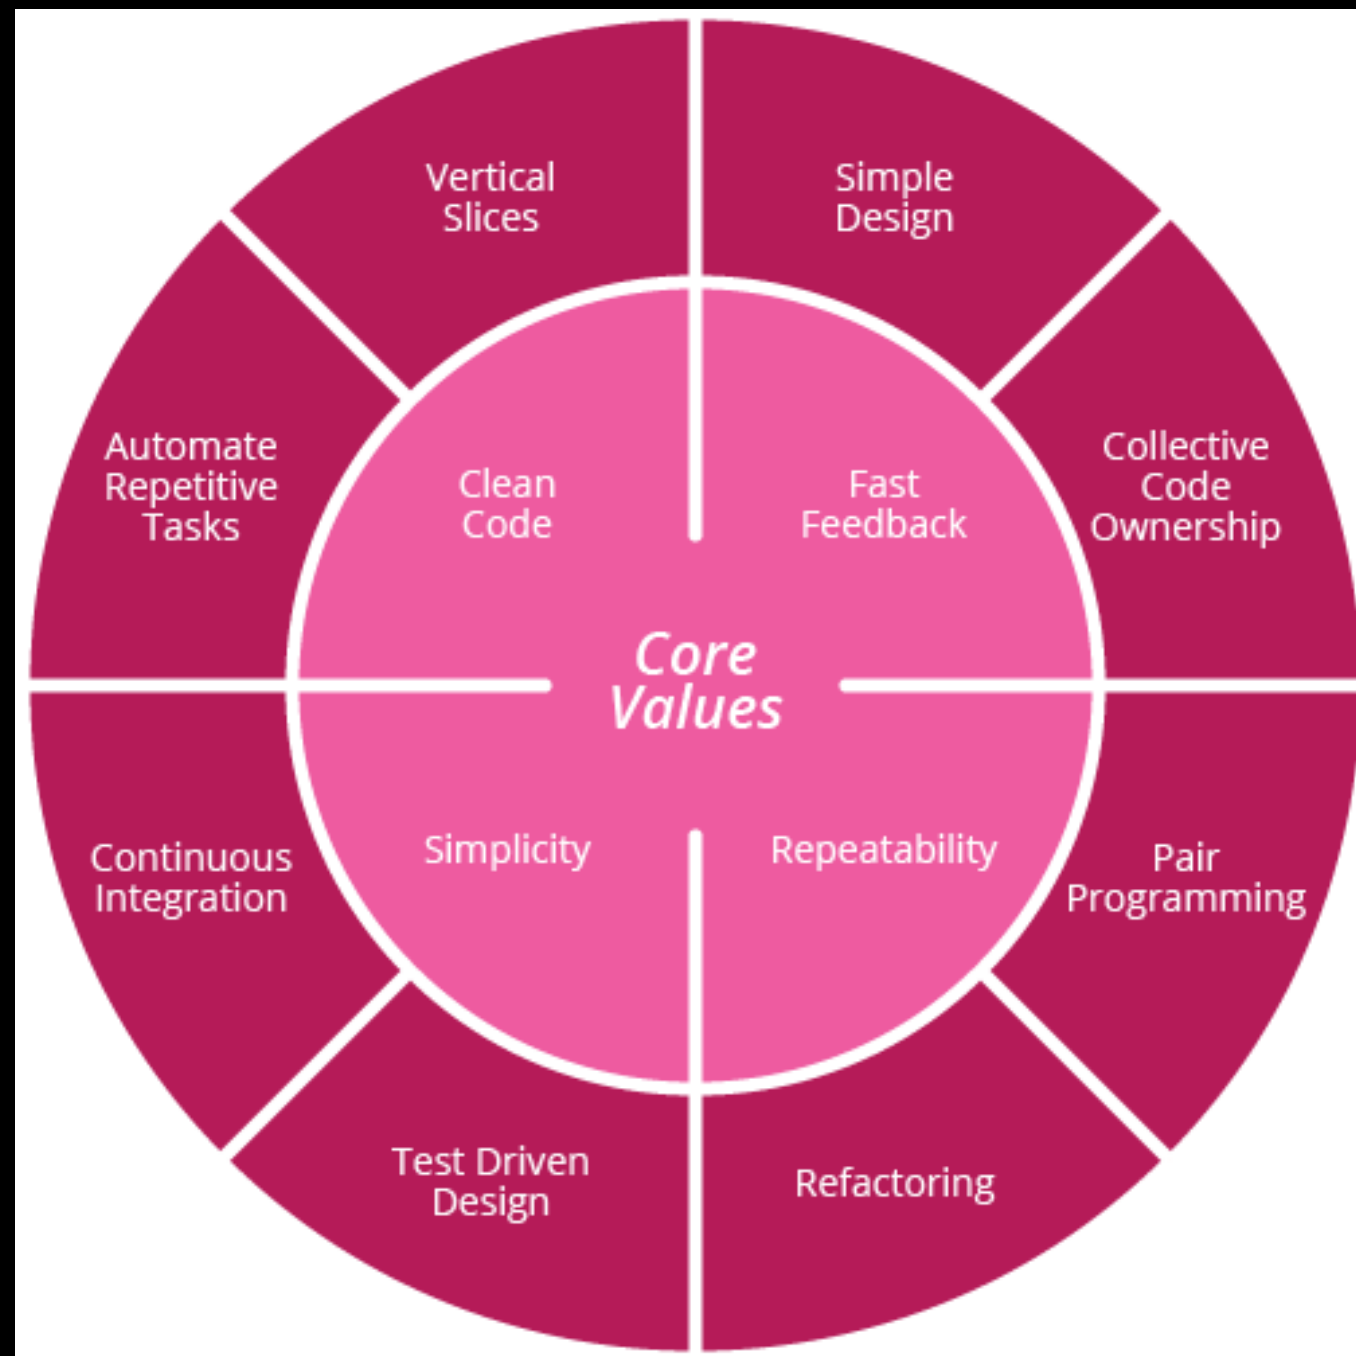 Vertical
Slices
Simple
Design
Automate
Repetitive
Tasks
Clean
Code
Fast
Feedback
Collective
Code
Ownership
Core
Values
Continuous
Integration
Simplicity
Repeatability
Pair
Programming
Test Driven
Design
Refactoring